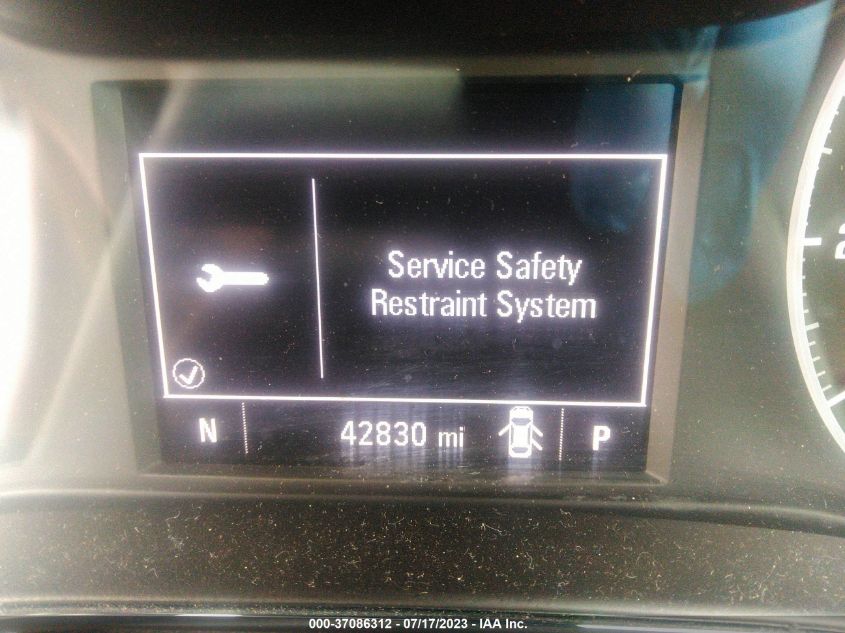 Service Safety
Restraint System
N 42830 mi P
000-37086312 - 07/17/2023 - IAA Inc.